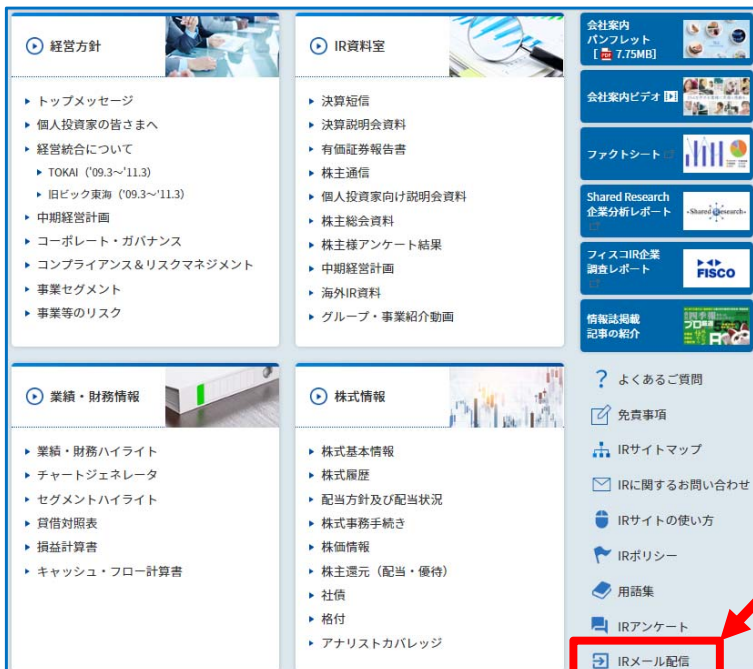 経営方針
トップメッセージ
個人投資家の皆さまへ
経営統合について
TOKAI（'09.3～'11.3）
旧ビック東海（'09.3～'11.3）
中期経営計画
コーポレート・ガバナンス
コンプライアンス＆リスクマネジメント
事業セグメント
事業等のリスク
IR資料室
決算短信
決算説明会資料
有価証券報告書
株主通信
個人投資家向け説明会資料
株主総会資料
株主様アンケート結果
中期経営計画
海外IR資料
グループ・事業紹介動画
業績・財務情報
業績・財務ハイライト
チャートジェネレータ
セグメントハイライト
貸借対照表
損益計算書
キャッシュ・フロー計算書
株式情報
株式基本情報
株式履歴
配当方針及び配当状況
株式事務手続き
株価情報
株主還元（配当・優待）
社債
格付
アナリストカバレッジ
会社案内
パンフレット
[PDF 7.75MB]
会社案内ビデオ
ファクトシート
Shared Research
企業分析レポート
Shared Research
フィスコIR企業
調査レポート
FISCO
情報誌掲載
記事の紹介
よくあるご質問
免責事項
IRサイトマップ
IRに関するお問い合わせ
IRサイトの使い方
IRポリシー
用語集
IRアンケート
IRメール配信